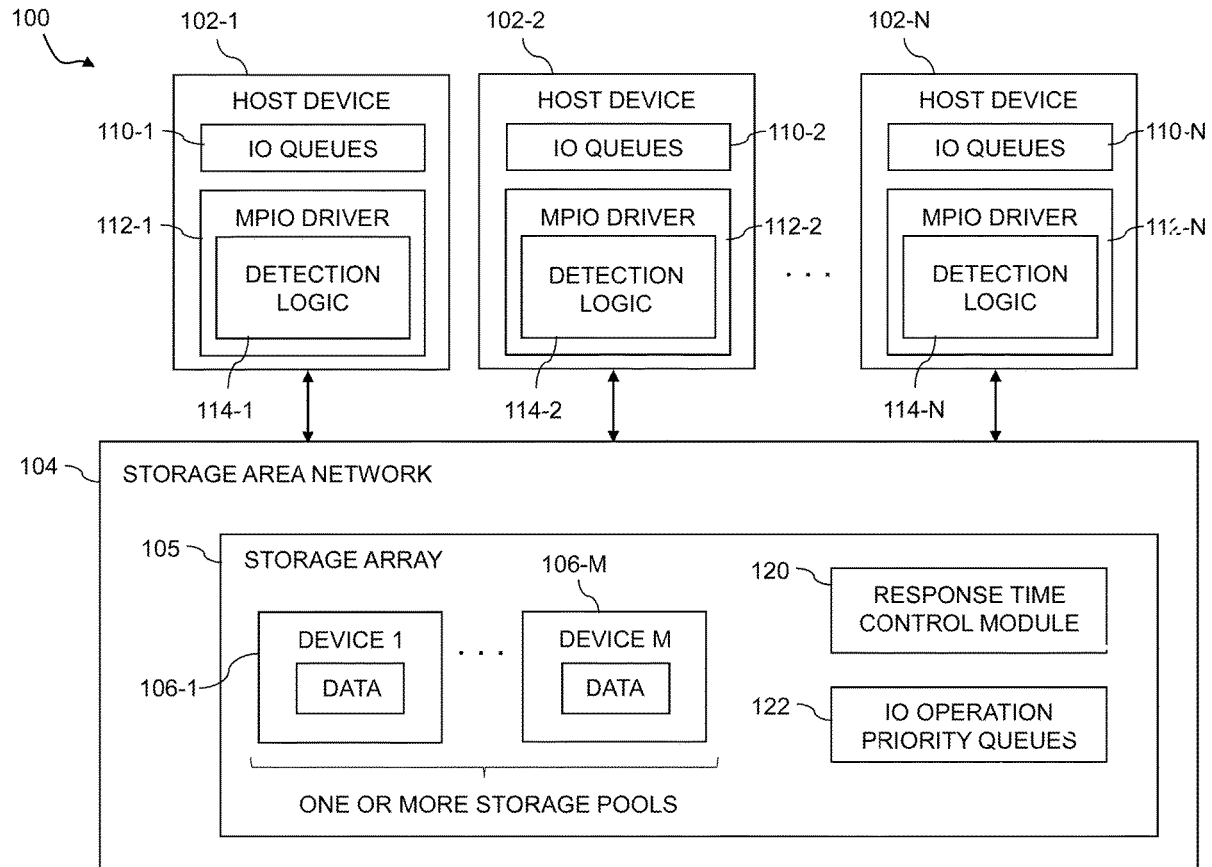 100
102-1
102-2
102-N
HOST DEVICE
HOST DEVICE
HOST DEVICE
110-1
IO QUEUES
IO QUEUES
110-2
IO QUEUES
110-N
112-1
MPIO DRIVER
MPIO DRIVER
112-2
MPIO DRIVER
112-N
DETECTION
LOGIC
DETECTION
LOGIC
. . .
DETECTION
LOGIC
114-1
114-2
114-N
104
STORAGE AREA NETWORK
105
STORAGE ARRAY
106-M
120
RESPONSE TIME
CONTROL MODULE
DEVICE 1
. . .
DEVICE M
106-1
DATA
DATA
122
IO OPERATION
PRIORITY QUEUES
ONE OR MORE STORAGE POOLS